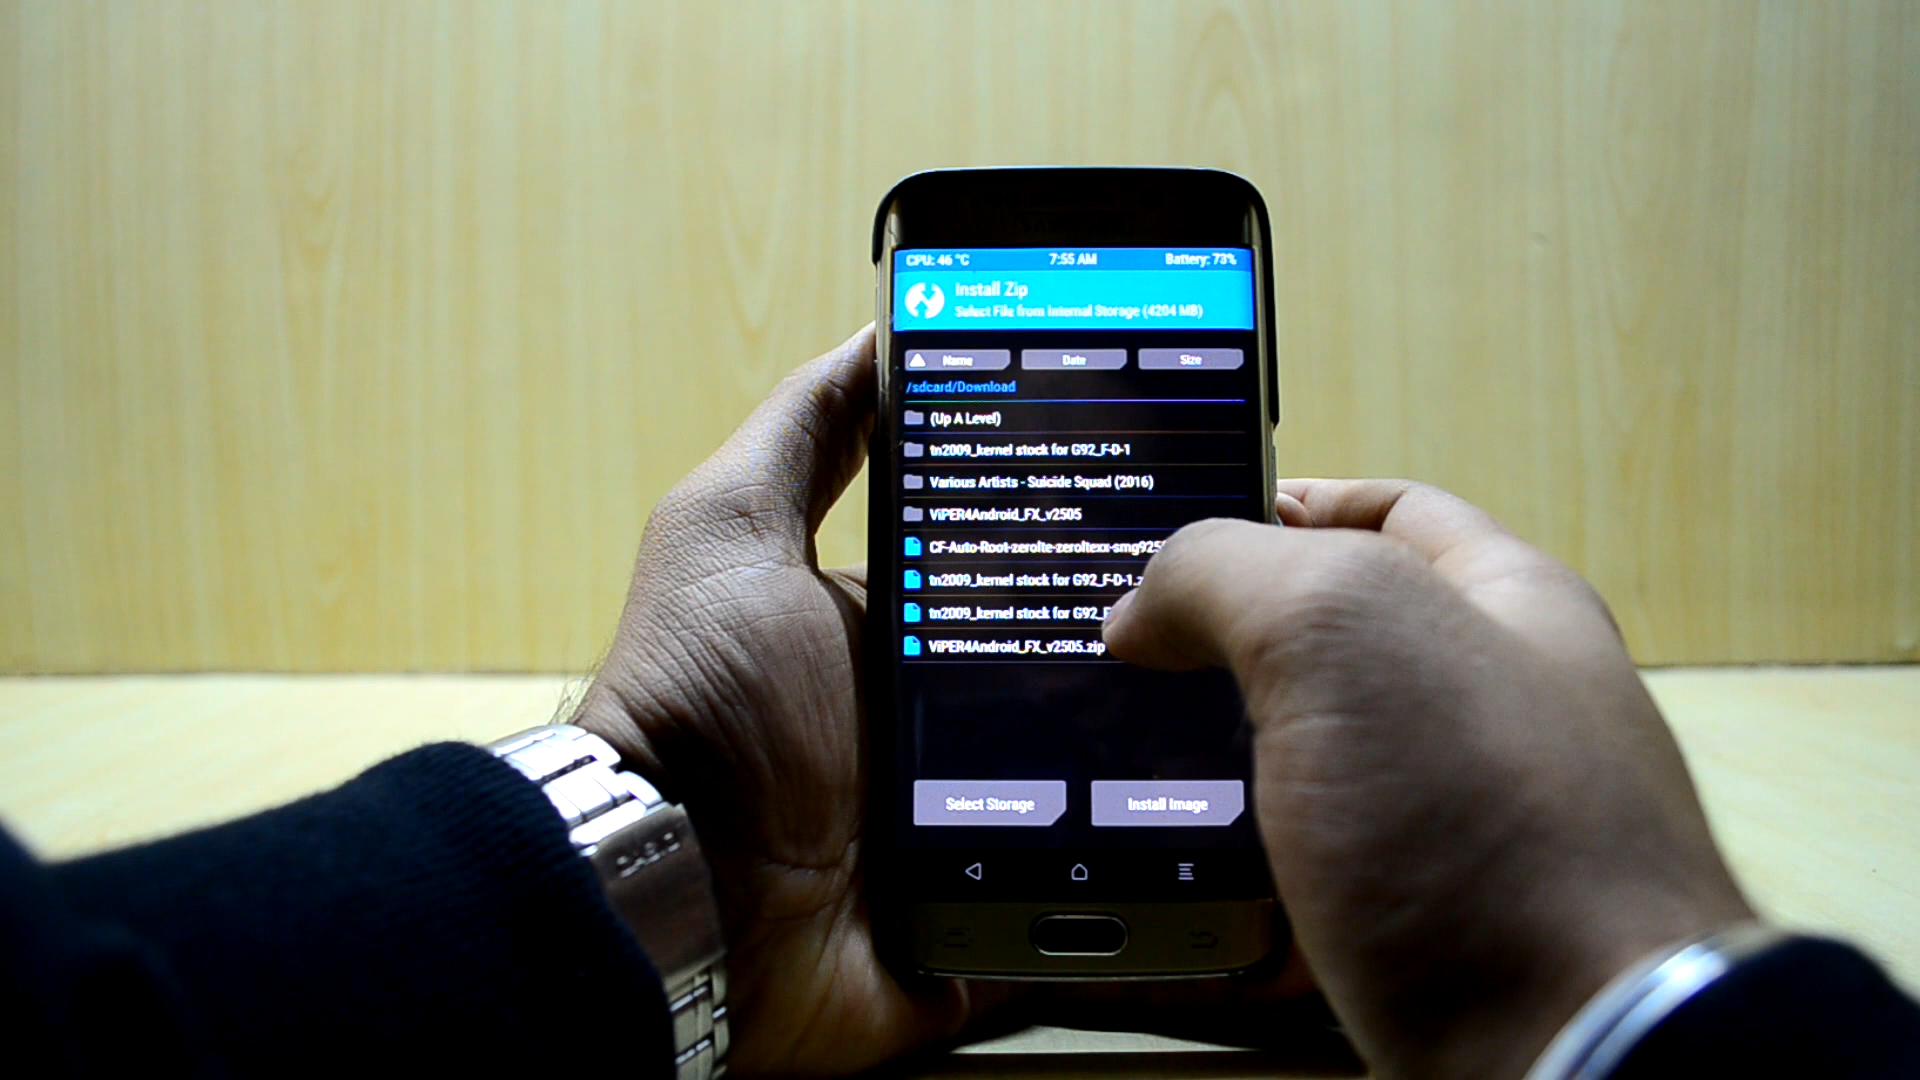 CPU: 46 °C 7:55 AM Battery: 73%
Install Zip
Select File from Internal Storage (4204 MB)
Name Date Size
/sdcard/Download
(Up A Level)
tn2009_kernel stock for G92_F-D-1
Various Artists - Suicide Squad (2016)
ViPER4Android_FX_v2505
CF-Auto-Root-zerolte-zeroltexx-smg925
tn2009_kernel stock for G92_F-D-1.z
tn2009_kernel stock for G92_F
ViPER4Android_FX_v2505.zip
Select Storage Install Image
CASIO